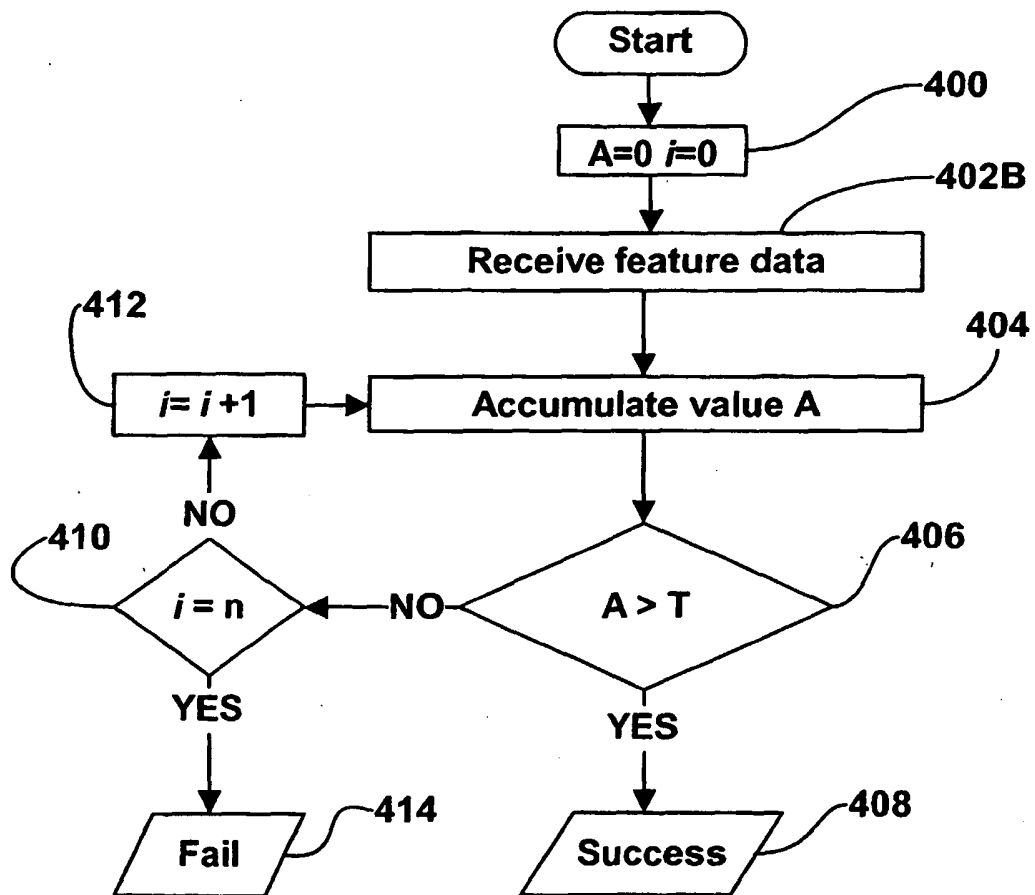 Start
400
A=0 i=0
402B
Receive feature data
412
404
i= i +1
Accumulate value A
NO
410
406
i = n
NO
A > T
YES
YES
414
408
Fail
Success